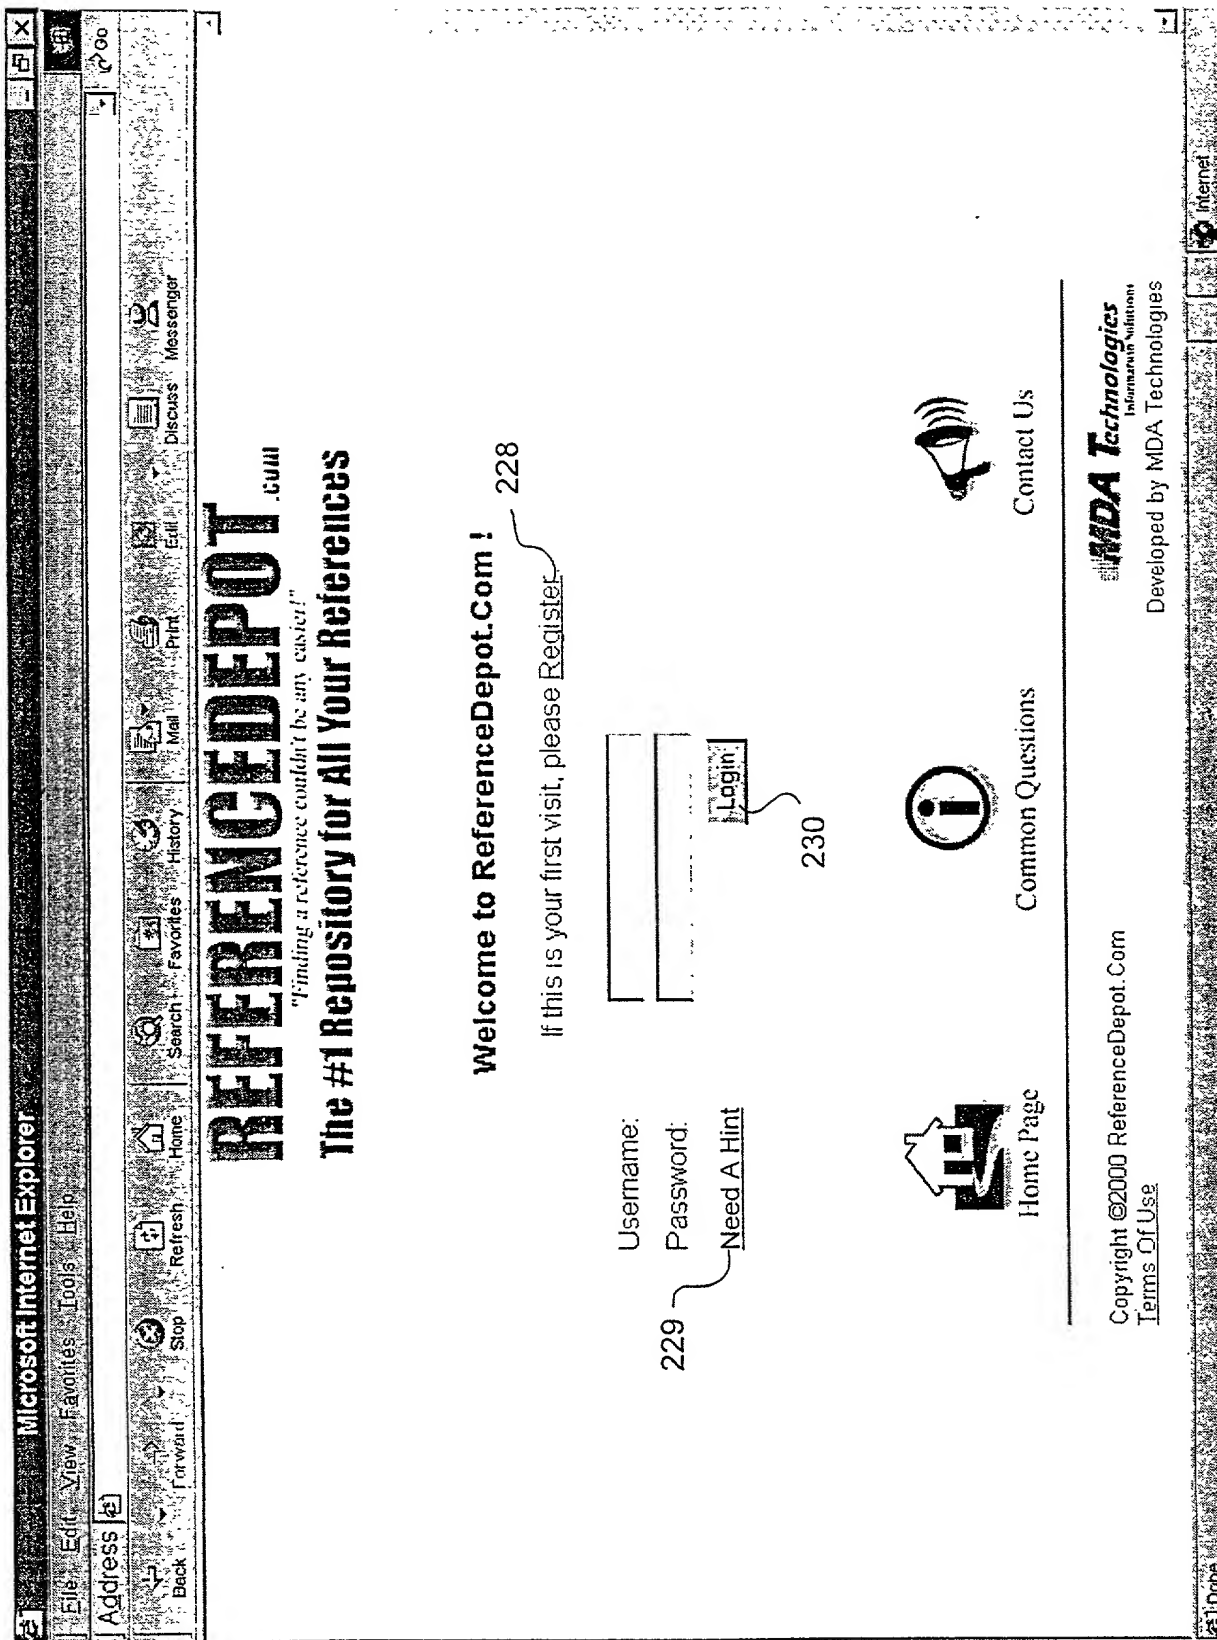 Microsoft Internet Explorer
File Edit View Favorites Tools Help
Address Go
Back Forward Stop Refresh Home Search Favorites History Mail Print Edit Discuss Messenger
REFERENCEDEPOT.com
"Finding a reference couldn't be any easier!"
The #1 Repository for All Your References
Welcome to ReferenceDepot.Com !
If this is your first visit, please Register.
228
Username:
Password:
229
Need A Hint
Login
230
Home Page
Common Questions
Contact Us
MDA Technologies
Information Solutions
Copyright ©2000 ReferenceDepot.Com
Developed by MDA Technologies
Terms Of Use
Done
Internet